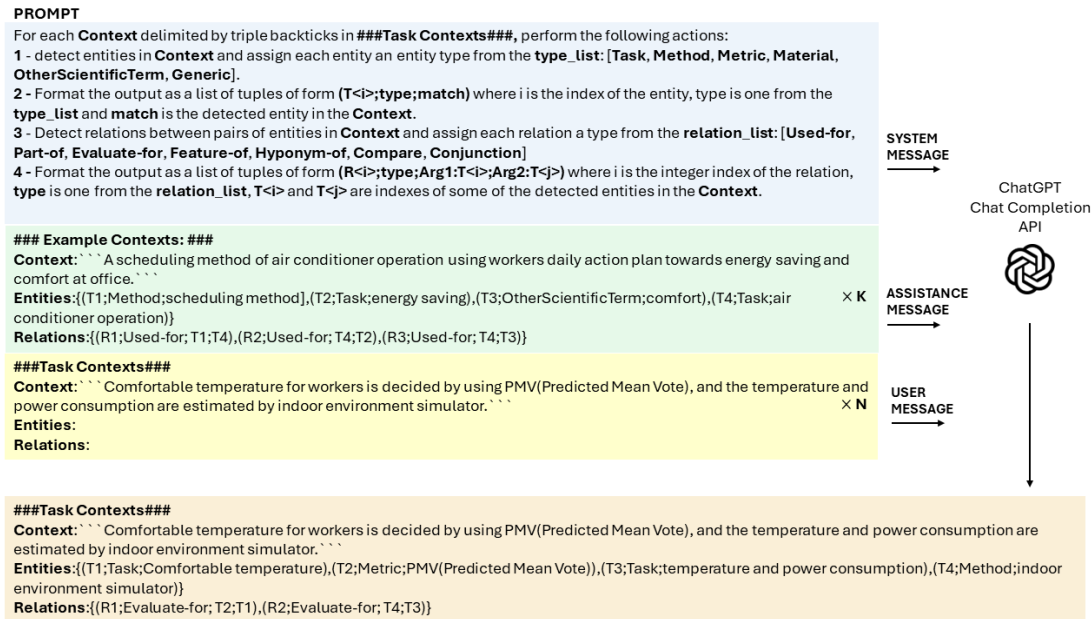 PROMPT
For each Context delimited by triple backticks in ###Task Contexts###, perform the following actions:
1 - detect entities in Context and assign each entity an entity type from the type_list: [Task, Method, Metric, Material,
OtherScientificTerm, Generic].
2 - Format the output as a list of tuples of form (T<i>;type;match) where i is the index of the entity, type is one from the
type_list and match is the detected entity in the Context.
3 - Detect relations between pairs of entities in Context and assign each relation a type from the relation_list: [Used-for,
Part-of, Evaluate-for, Feature-of, Hyponym-of, Compare, Conjunction]
4 - Format the output as a list of tuples of form (R<i>;type;Arg1:T<i>;Arg2:T<j>) where i is the integer index of the relation,
type is one from the relation_list, T<i> and T<j> are indexes of some of the detected entities in the Context.
SYSTEM
MESSAGE
ChatGPT
Chat Completion
API
### Example Contexts: ###
Context:```A scheduling method of air conditioner operation using workers daily action plan towards energy saving and
comfort at office.```
Entities:{(T1;Method;scheduling method],(T2;Task;energy saving),(T3;OtherScientificTerm;comfort),(T4;Task;air
conditioner operation)}
Relations:{(R1;Used-for; T1;T4),(R2;Used-for; T4;T2),(R3;Used-for; T4;T3)}
× K
ASSISTANCE
MESSAGE
###Task Contexts###
Context:```Comfortable temperature for workers is decided by using PMV(Predicted Mean Vote), and the temperature and
power consumption are estimated by indoor environment simulator.```
Entities:
Relations:
× N
USER
MESSAGE
###Task Contexts###
Context:```Comfortable temperature for workers is decided by using PMV(Predicted Mean Vote), and the temperature and power consumption are
estimated by indoor environment simulator.```
Entities:{(T1;Task;Comfortable temperature),(T2;Metric;PMV(Predicted Mean Vote)),(T3;Task;temperature and power consumption),(T4;Method;indoor
environment simulator)}
Relations:{(R1;Evaluate-for; T2;T1),(R2;Evaluate-for; T4;T3)}